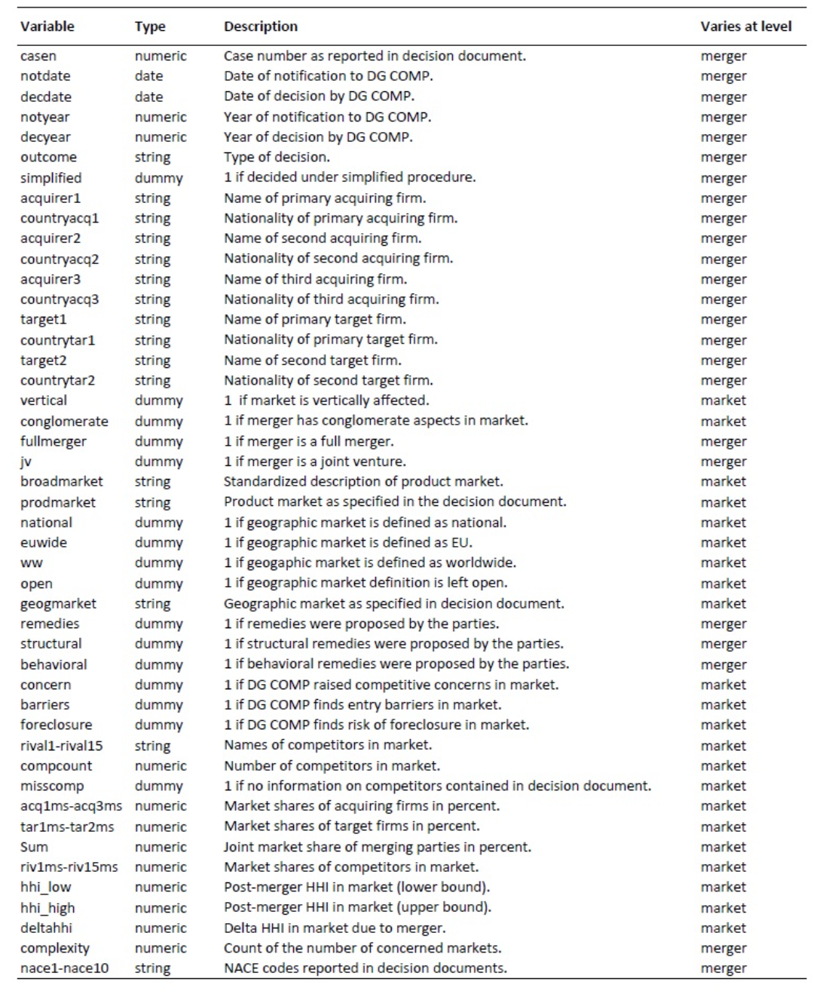 Variable Type Description Varies at level
casen numeric Case number as reported in decision document. merger
notdate date Date of notification to DG COMP. merger
decdate date Date of decision by DG COMP. merger
notyear numeric Year of notification to DG COMP. merger
decyear numeric Year of decision by DG COMP. merger
outcome string Type of decision. merger
simplified dummy 1 if decided under simplified procedure. merger
acquirer1 string Name of primary acquiring firm. merger
countryacq1 string Nationality of primary acquiring firm. merger
acquirer2 string Name of second acquiring firm. merger
countryacq2 string Nationality of second acquiring firm. merger
acquirer3 string Name of third acquiring firm. merger
countryacq3 string Nationality of third acquiring firm. merger
target1 string Name of primary target firm. merger
countrytar1 string Nationality of primary target firm. merger
target2 string Name of second target firm. merger
countrytar2 string Nationality of second target firm. merger
vertical dummy 1 if market is vertically affected. market
conglomerate dummy 1 if merger has conglomerate aspects in market. market
fullmerger dummy 1 if merger is a full merger. merger
jv dummy 1 if merger is a joint venture. merger
broadmarket string Standardized description of product market. market
prodmarket string Product market as specified in the decision document. market
national dummy 1 if geographic market is defined as national. market
euwide dummy 1 if geographic market is defined as EU. market
ww dummy 1 if geogaphic market is defined as worldwide. market
open dummy 1 if geographic market definition is left open. market
geogmarket string Geographic market as specified in decision document. market
remedies dummy 1 if remedies were proposed by the parties. merger
structural dummy 1 if structural remedies were proposed by the parties. merger
behavioral dummy 1 if behavioral remedies were proposed by the parties. merger
concern dummy 1 if DG COMP raised competitive concerns in market. market
barriers dummy 1 if DG COMP finds entry barriers in market. market
foreclosure dummy 1 if DG COMP finds risk of foreclosure in market. market
rival1-rival15 string Names of competitors in market. market
compcount numeric Number of competitors in market. market
misscomp dummy 1 if no information on competitors contained in decision document. market
acq1ms-acq3ms numeric Market shares of acquiring firms in percent. market
tar1ms-tar2ms numeric Market shares of target firms in percent. market
Sum numeric Joint market share of merging parties in percent. market
riv1ms-riv15ms numeric Market shares of competitors in market. market
hhi_low numeric Post-merger HHI in market (lower bound). market
hhi_high numeric Post-merger HHI in market (upper bound). market
deltahhi numeric Delta HHI in market due to merger. market
complexity numeric Count of the number of concerned markets. merger
nace1-nace10 string NACE codes reported in decision documents. merger